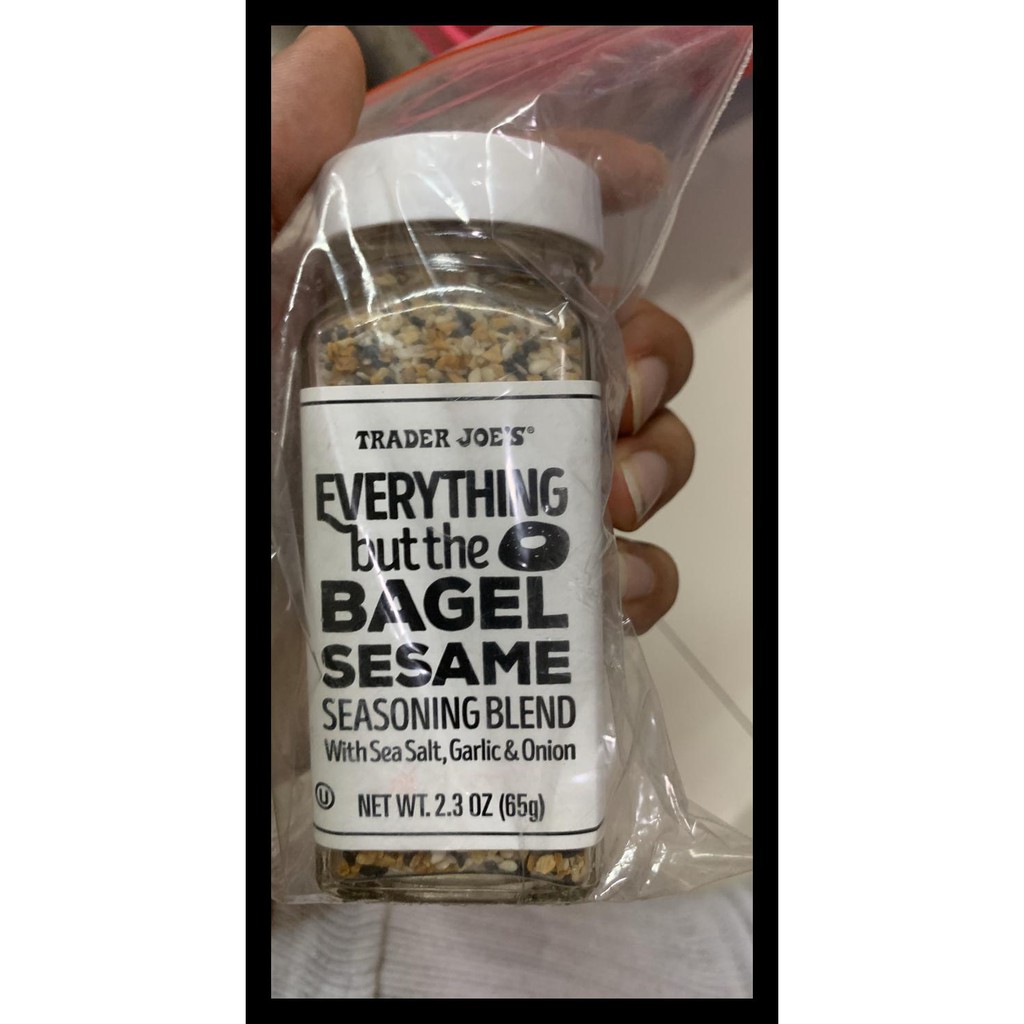 TRADER JOE'S®
EVERYTHING
but the
BAGEL
SESAME
SEASONING BLEND
With Sea Salt, Garlic & Onion
U
NET WT. 2.3 OZ (65g)